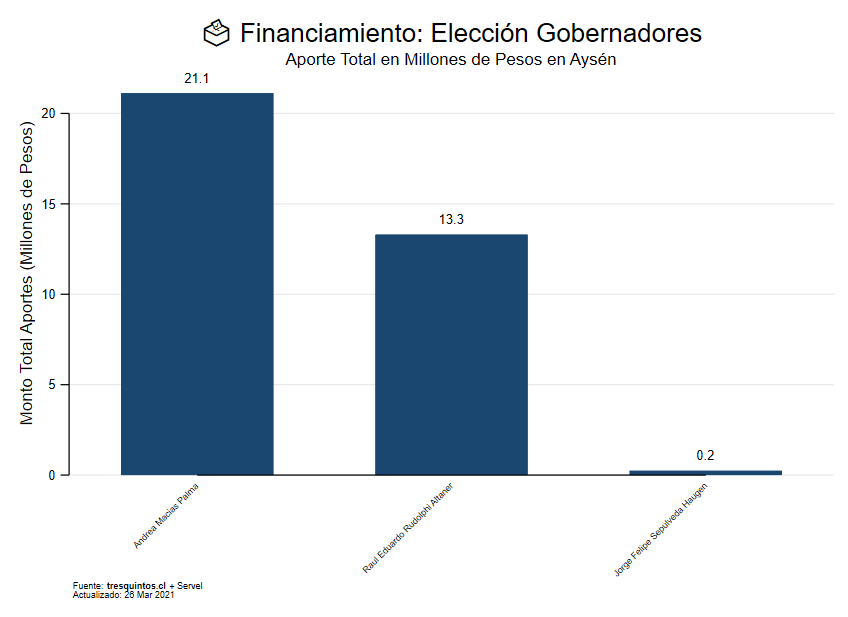 Financiamiento: Elección Gobernadores
Aporte Total en Millones de Pesos en Aysén
Monto Total Aportes (Millones de Pesos)
20
15
10
5
0
21.1
13.3
0.2
Andrea Macias Palma
Raul Eduardo Rudolphi Altaner
Jorge Felipe Sepulveda Haugen
Fuente: tresquintos.cl + Servel
Actualizado: 26 Mar 2021